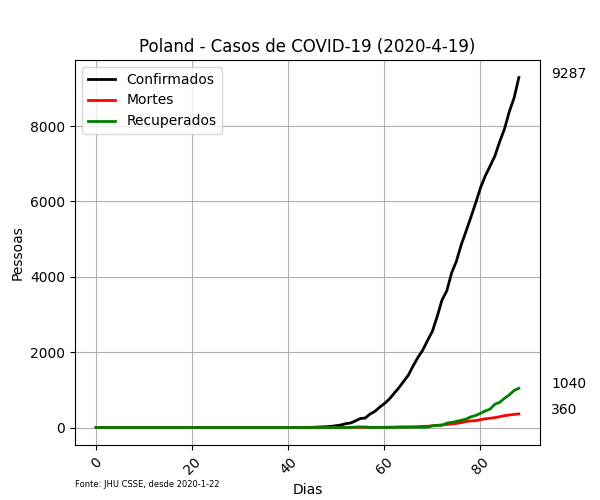 Poland - Casos de COVID-19 (2020-4-19)
Confirmados
Mortes
Recuperados
9287
1040
360
8000
6000
4000
2000
0
Pessoas
0 20 40 60 80
Dias
Fonte: JHU CSSE, desde 2020-1-22